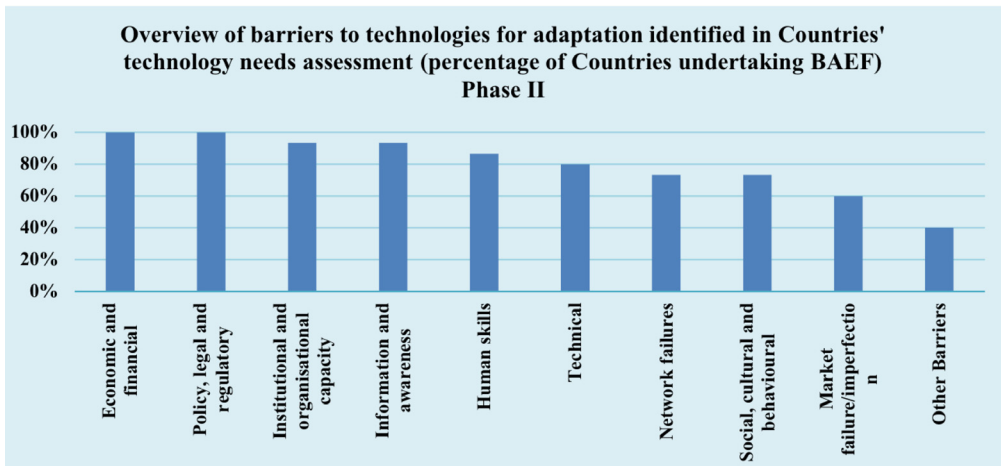 Overview of barriers to technologies for adaptation identified in Countries'
technology needs assessment (percentage of Countries undertaking BAEF)
Phase II
100%
80%
60%
40%
20%
0%
Economic and
financial
Policy, legal and
regulatory
Institutional and
organisational
capacity
Information and
awareness
Human skills
Technical
Network failures
Social, cultural and
behavioural
Market
failure/imperfectio
n
Other Barriers